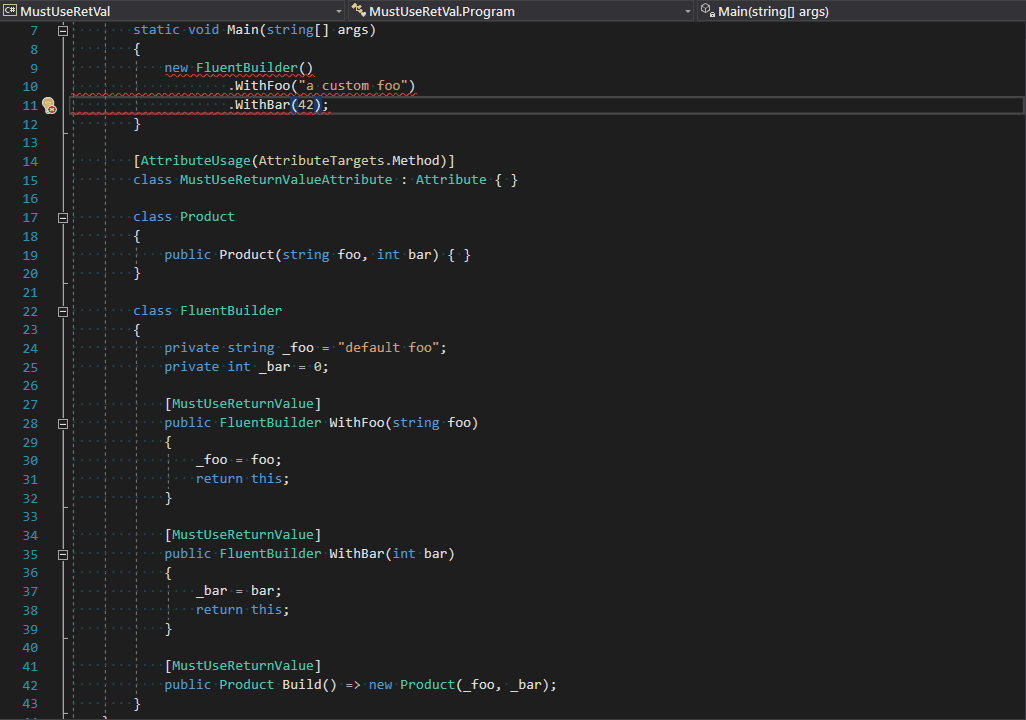 C# MustUseRetVal MustUseRetVal.Program Main(string[] args)
7 static void Main(string[] args)
8 {
9 new FluentBuilder()
10 .WithFoo("a custom foo")
11 .WithBar(42);
12 }
13
14 [AttributeUsage(AttributeTargets.Method)]
15 class MustUseReturnValueAttribute : Attribute { }
16
17 class Product
18 {
19 public Product(string foo, int bar) { }
20 }
21
22 class FluentBuilder
23 {
24 private string _foo = "default foo";
25 private int _bar = 0;
26
27 [MustUseReturnValue]
28 public FluentBuilder WithFoo(string foo)
29 {
30 _foo = foo;
31 return this;
32 }
33
34 [MustUseReturnValue]
35 public FluentBuilder WithBar(int bar)
36 {
37 _bar = bar;
38 return this;
39 }
40
41 [MustUseReturnValue]
42 public Product Build() => new Product(_foo, _bar);
43 }